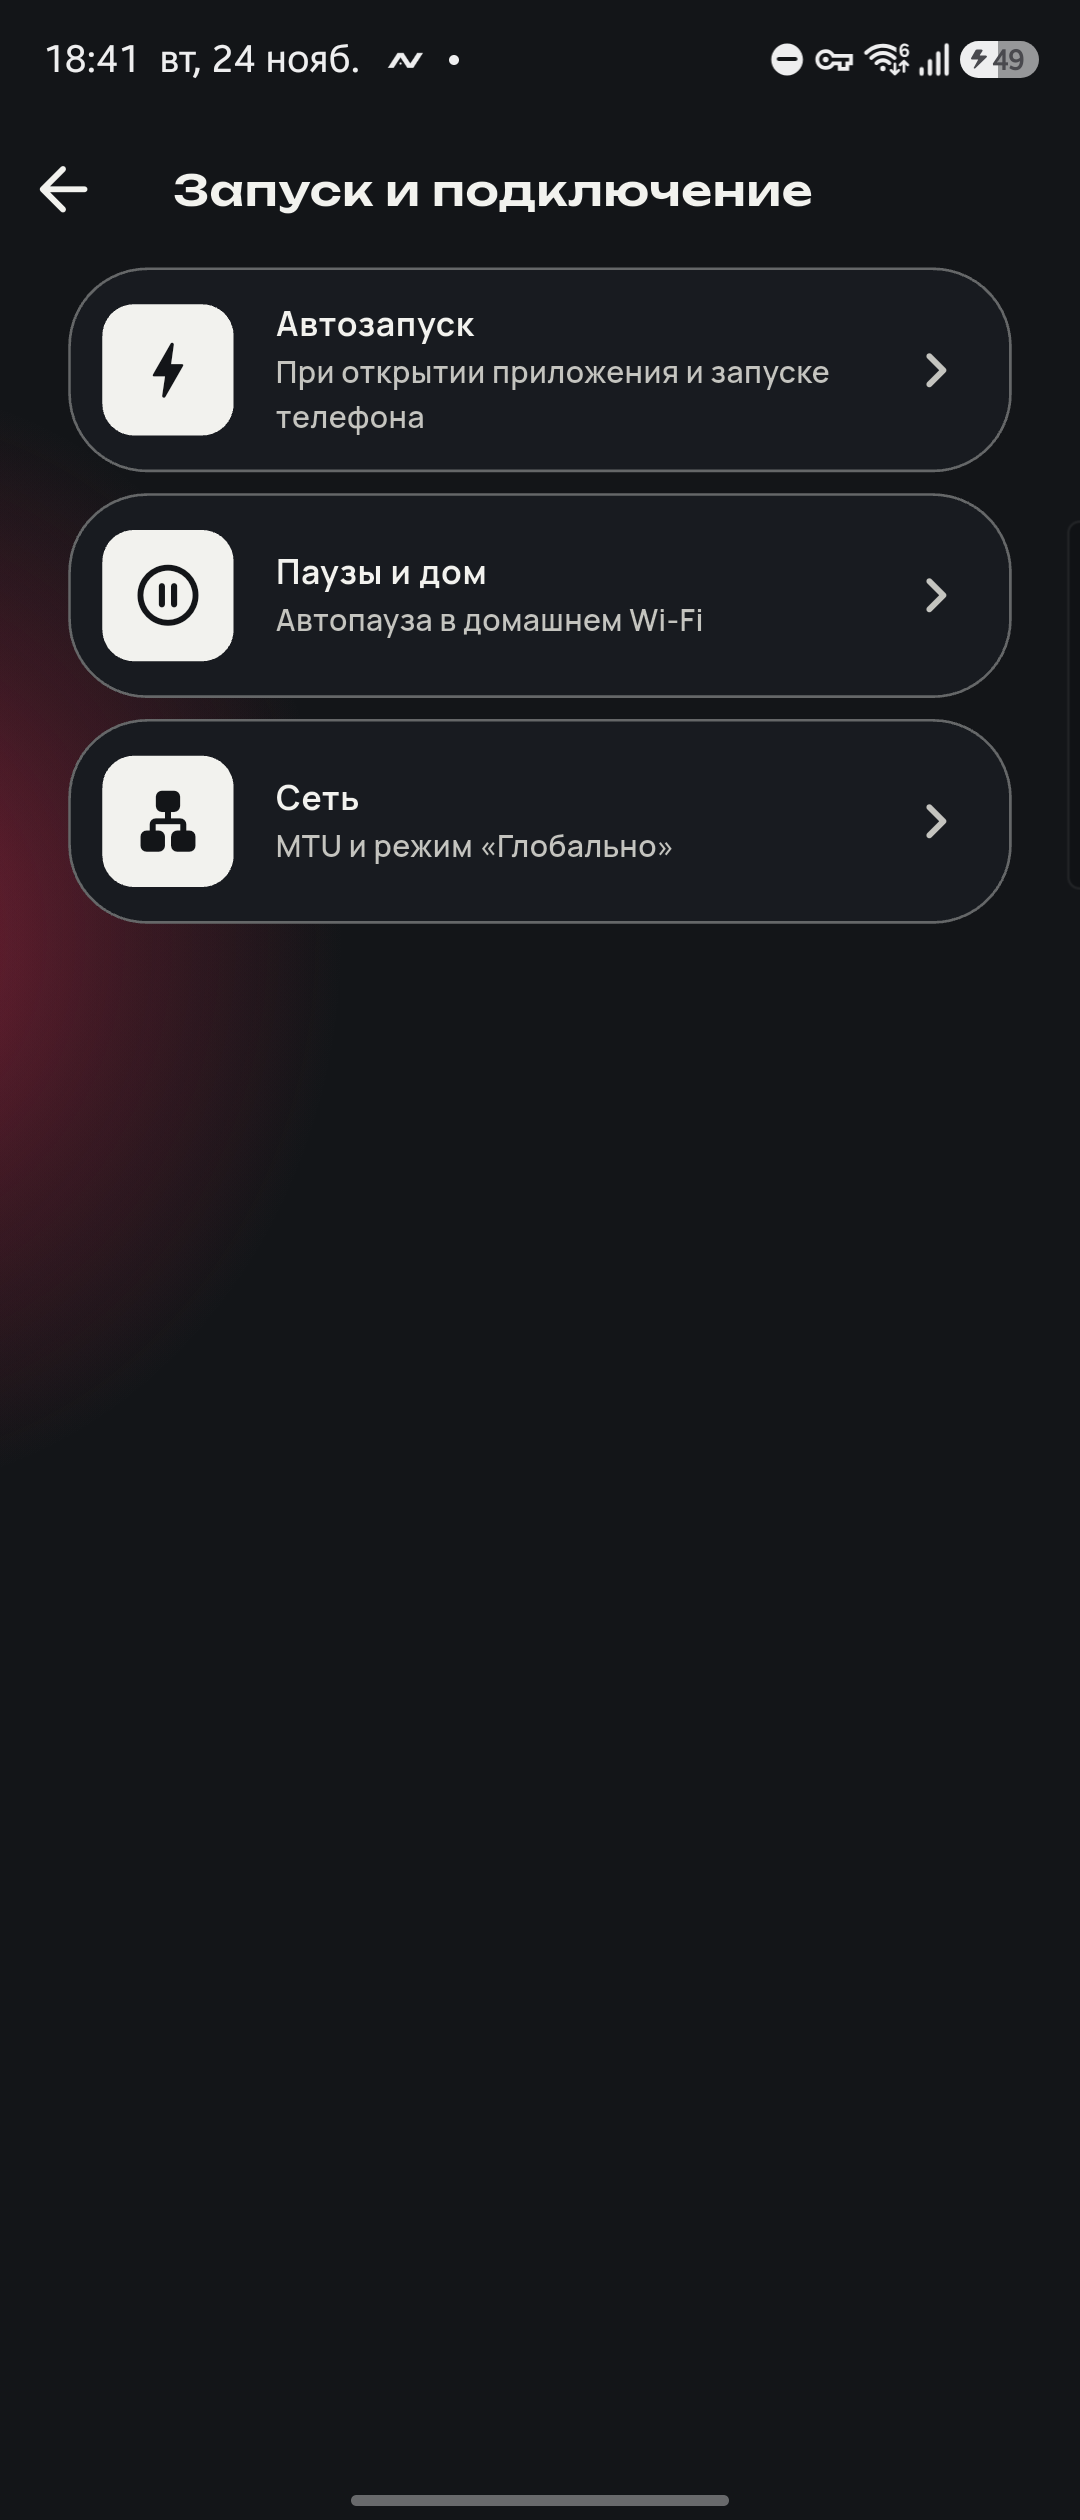 18:41 вт, 24 нояб.
6
49
Запуск и подключение
Автозапуск
При открытии приложения и запуске
телефона
Паузы и дом
Автопауза в домашнем Wi-Fi
Сеть
MTU и режим «Глобально»